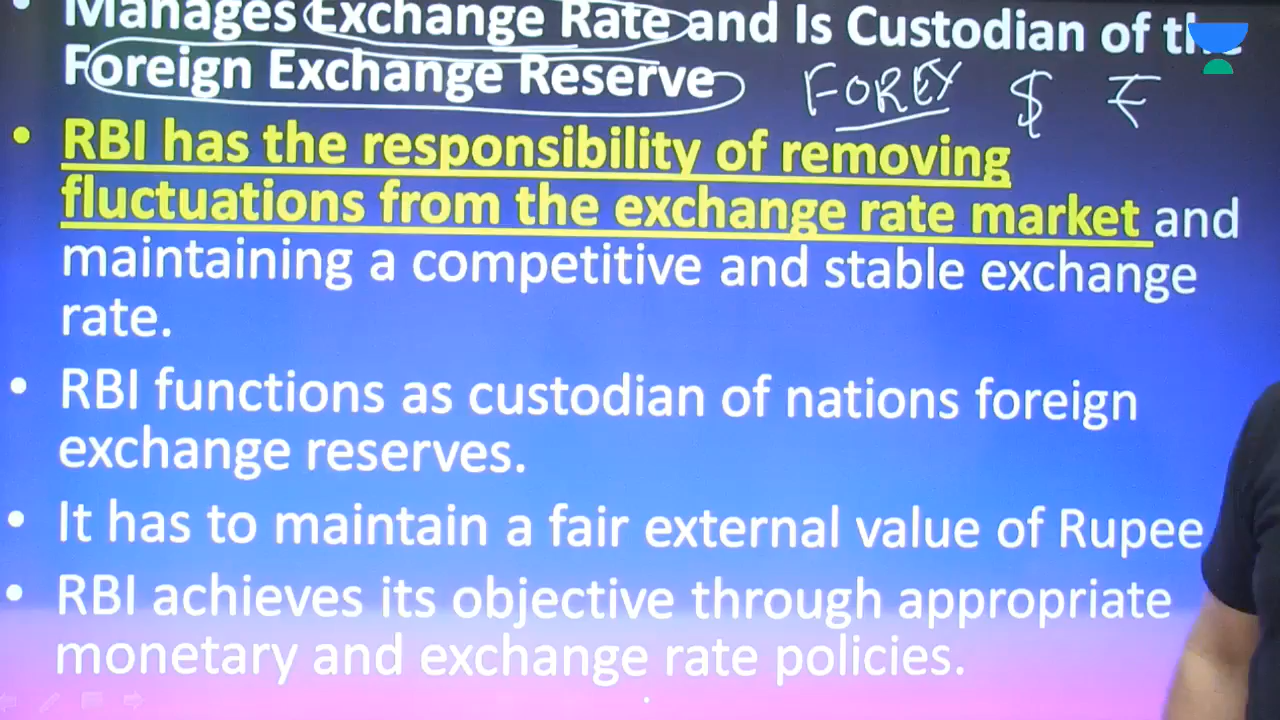 Manages Exchange Rate and Is Custodian of the
Foreign Exchange Reserve FOREX $ ₹
RBI has the responsibility of removing
fluctuations from the exchange rate market and
maintaining a competitive and stable exchange
rate.
RBI functions as custodian of nations foreign
exchange reserves.
It has to maintain a fair external value of Rupee
RBI achieves its objective through appropriate
monetary and exchange rate policies.